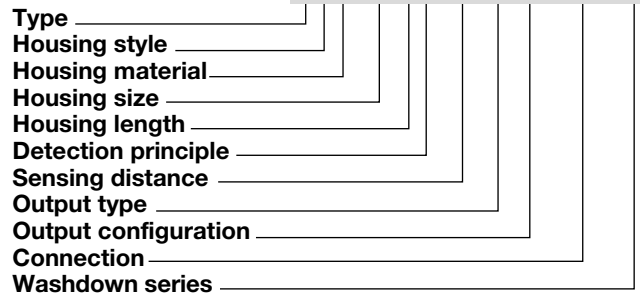 Type
Housing style
Housing material
Housing size
Housing length
Detection principle
Sensing distance
Output type
Output configuration
Connection
Washdown series